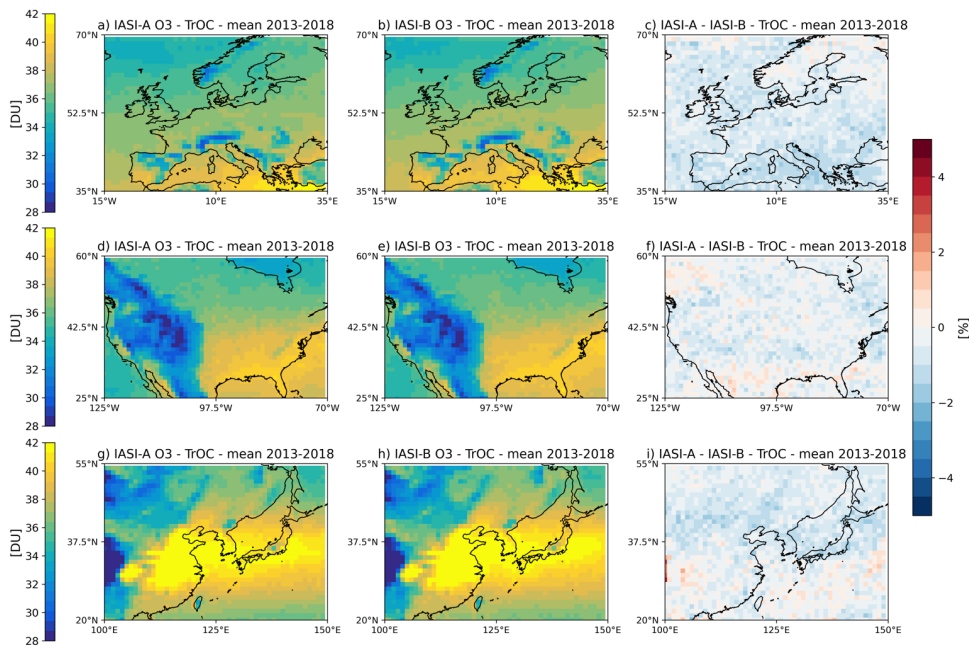 a) IASI-A O3 - TrOC - mean 2013-2018
b) IASI-B O3 - TrOC - mean 2013-2018
c) IASI-A - IASI-B - TrOC - mean 2013-2018
42
40
38
36
34
32
30
28
[DU]
70°N
52.5°N
35°N
15°W
10°E
35°E
70°N
52.5°N
35°N
15°W
10°E
35°E
70°N
52.5°N
35°N
15°W
10°E
35°E
d) IASI-A O3 - TrOC - mean 2013-2018
e) IASI-B O3 - TrOC - mean 2013-2018
f) IASI-A - IASI-B - TrOC - mean 2013-2018
42
40
38
36
34
32
30
28
[DU]
60°N
42.5°N
25°N
125°W
97.5°W
70°W
60°N
42.5°N
25°N
125°W
97.5°W
70°W
60°N
42.5°N
25°N
125°W
97.5°W
70°W
4
2
0
−2
−4
[%]
g) IASI-A O3 - TrOC - mean 2013-2018
h) IASI-B O3 - TrOC - mean 2013-2018
i) IASI-A - IASI-B - TrOC - mean 2013-2018
42
40
38
36
34
32
30
28
[DU]
55°N
37.5°N
20°N
100°E
125°E
150°E
55°N
37.5°N
20°N
100°E
125°E
150°E
55°N
37.5°N
20°N
100°E
125°E
150°E